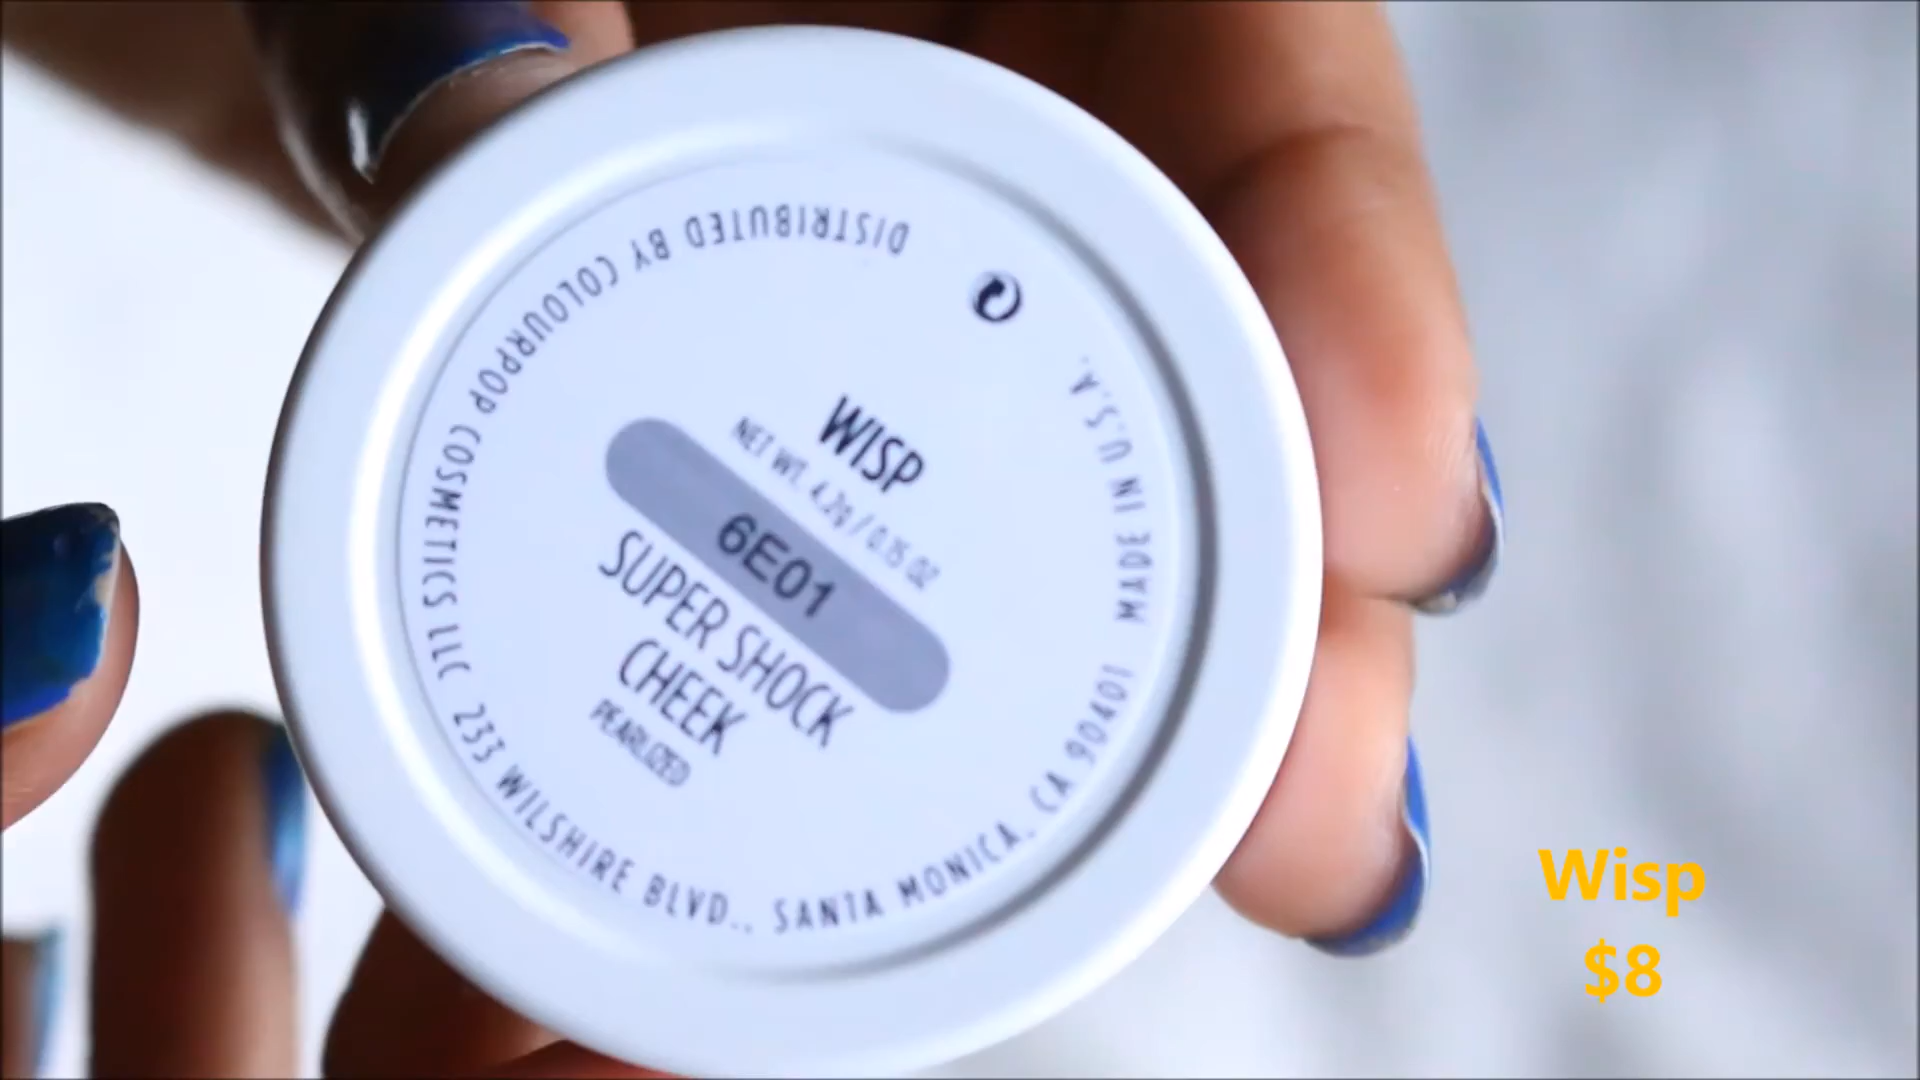 WISP
NET WT. 4.2g / 0.15 OZ
6E01
SUPER SHOCK
CHEEK
PEARLIZED
DISTRIBUTED BY COLOURPOP COSMETICS LLC 233 WILSHIRE BLVD., SANTA MONICA, CA 90401 MADE IN U.S.A.
Wisp
$8